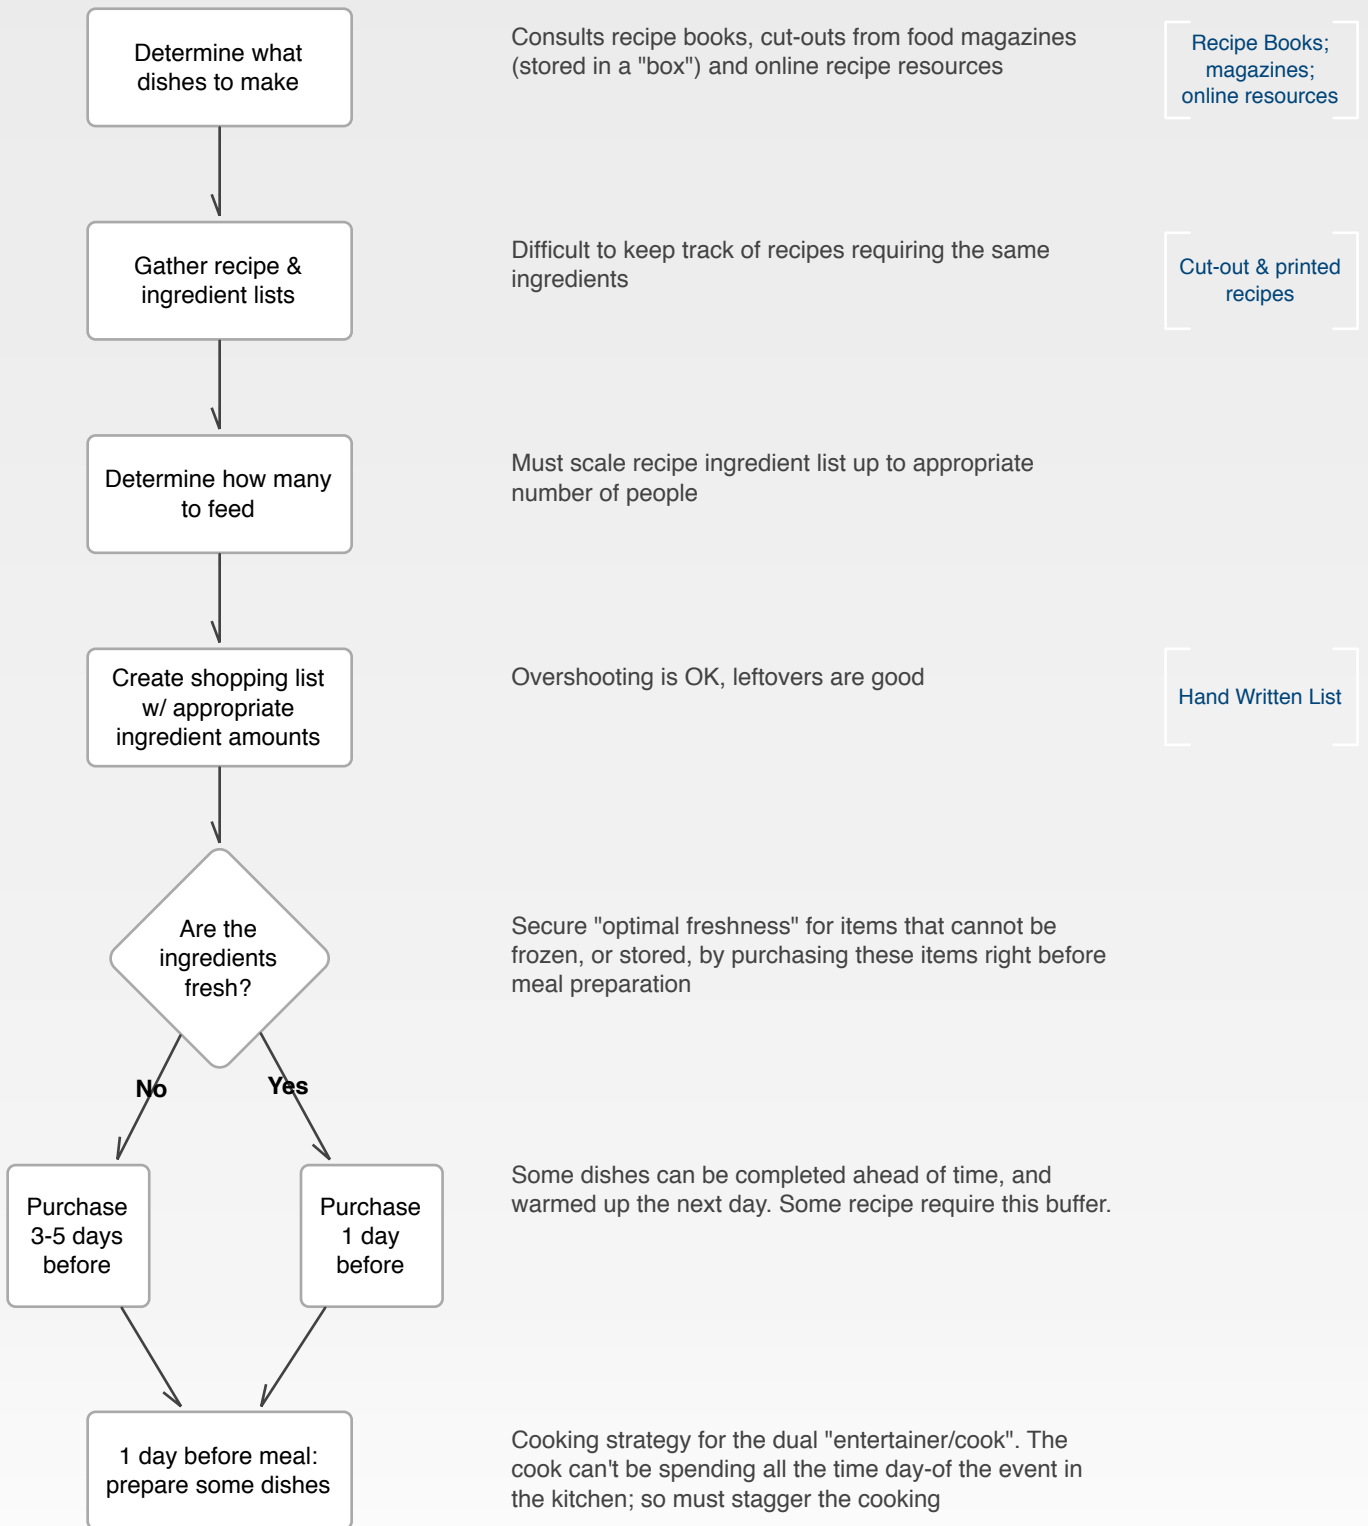 Determine what
dishes to make
Consults recipe books, cut-outs from food magazines
(stored in a "box") and online recipe resources
Recipe Books;
magazines;
online resources
Gather recipe &
ingredient lists
Difficult to keep track of recipes requiring the same
ingredients
Cut-out & printed
recipes
Determine how many
to feed
Must scale recipe ingredient list up to appropriate
number of people
Create shopping list
w/ appropriate
ingredient amounts
Overshooting is OK, leftovers are good
Hand Written List
Are the
ingredients
fresh?
Secure "optimal freshness" for items that cannot be
frozen, or stored, by purchasing these items right before
meal preparation
No
Yes
Purchase
3-5 days
before
Purchase
1 day
before
Some dishes can be completed ahead of time, and
warmed up the next day. Some recipe require this buffer.
1 day before meal:
prepare some dishes
Cooking strategy for the dual "entertainer/cook". The
cook can't be spending all the time day-of the event in
the kitchen; so must stagger the cooking